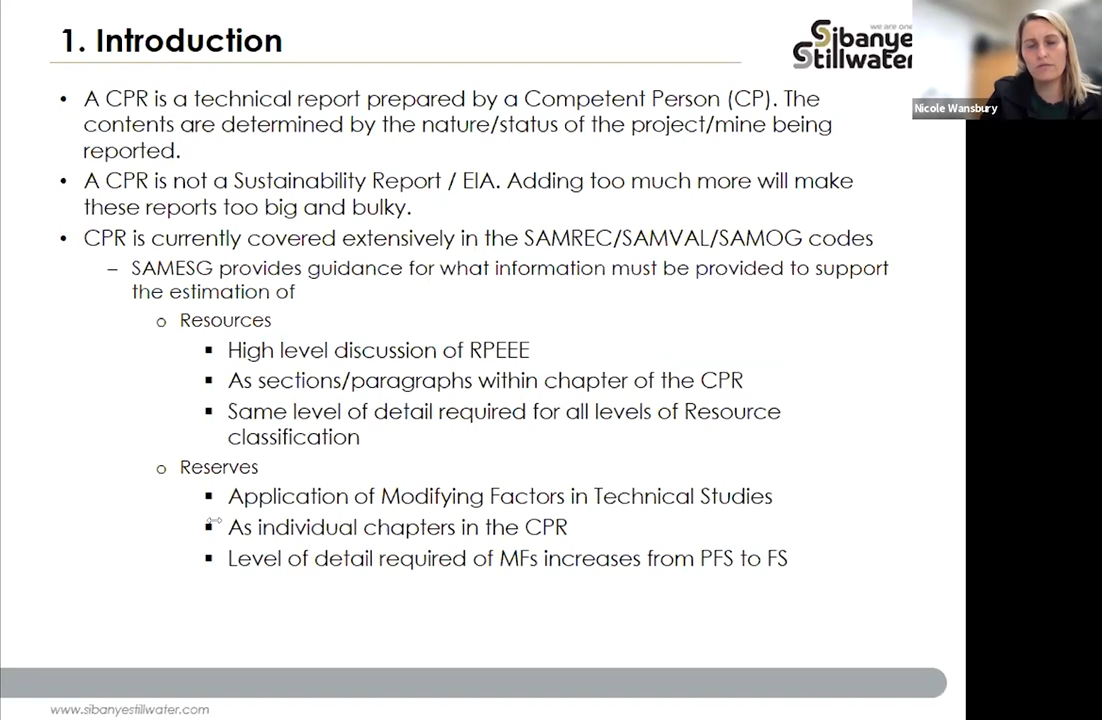 1. Introduction
we are one
Sibanye
Stillwater
Nicole Wansbury
• A CPR is a technical report prepared by a Competent Person (CP). The
contents are determined by the nature/status of the project/mine being
reported.
• A CPR is not a Sustainability Report / EIA. Adding too much more will make
these reports too big and bulky.
• CPR is currently covered extensively in the SAMREC/SAMVAL/SAMOG codes
– SAMESG provides guidance for what information must be provided to support
the estimation of
o Resources
▪ High level discussion of RPEEE
▪ As sections/paragraphs within chapter of the CPR
▪ Same level of detail required for all levels of Resource
classification
o Reserves
▪ Application of Modifying Factors in Technical Studies
▪ As individual chapters in the CPR
▪ Level of detail required of MFs increases from PFS to FS
www.sibanyestillwater.com